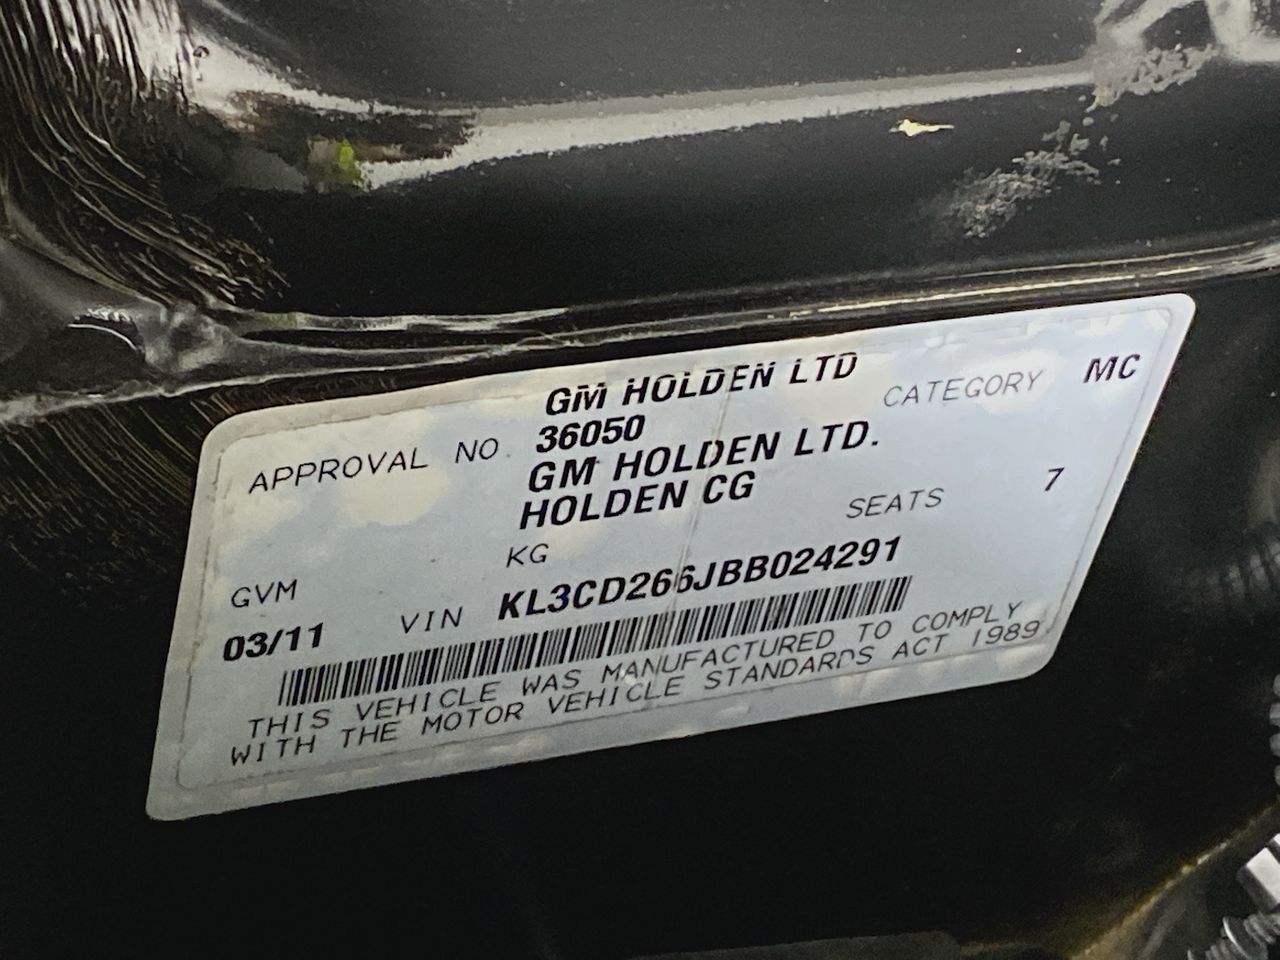 GM HOLDEN LTD
APPROVAL NO. 36050 CATEGORY MC
GM HOLDEN LTD.
HOLDEN CG
GVM KG SEATS 7
03/11 VIN KL3CD266JBB024291
THIS VEHICLE WAS MANUFACTURED TO COMPLY
WITH THE MOTOR VEHICLE STANDARDS ACT 1989